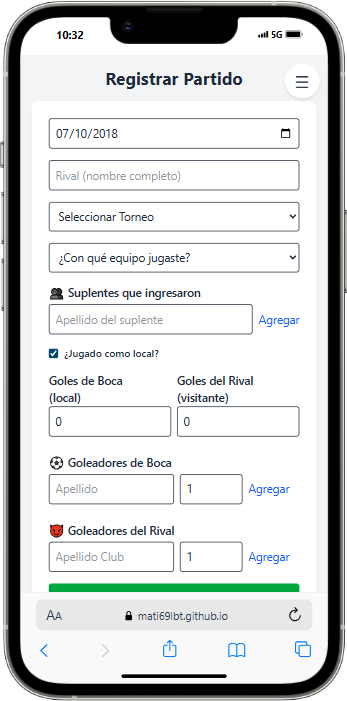 10:32
5G
Registrar Partido
07/10/2018
Rival (nombre completo)
Seleccionar Torneo
¿Con qué equipo jugaste?
Suplentes que ingresaron
Apellido del suplente Agregar
¿Jugado como local?
Goles de Boca (local)
Goles del Rival (visitante)
0 0
Goleadores de Boca
Apellido 1 Agregar
Goleadores del Rival
Apellido Club 1 Agregar
AA mati69lbt.github.io